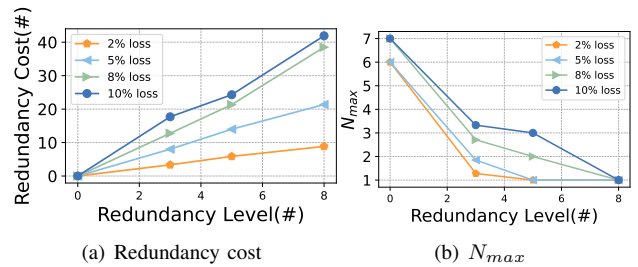 Redundancy Cost(#)
40
30
20
10
0
2% loss
5% loss
8% loss
10% loss
0 2 4 6 8
Redundancy Level(#)
(a) Redundancy cost
N_max
7
6
5
4
3
2
1
2% loss
5% loss
8% loss
10% loss
0 2 4 6 8
Redundancy Level(#)
(b) N_max